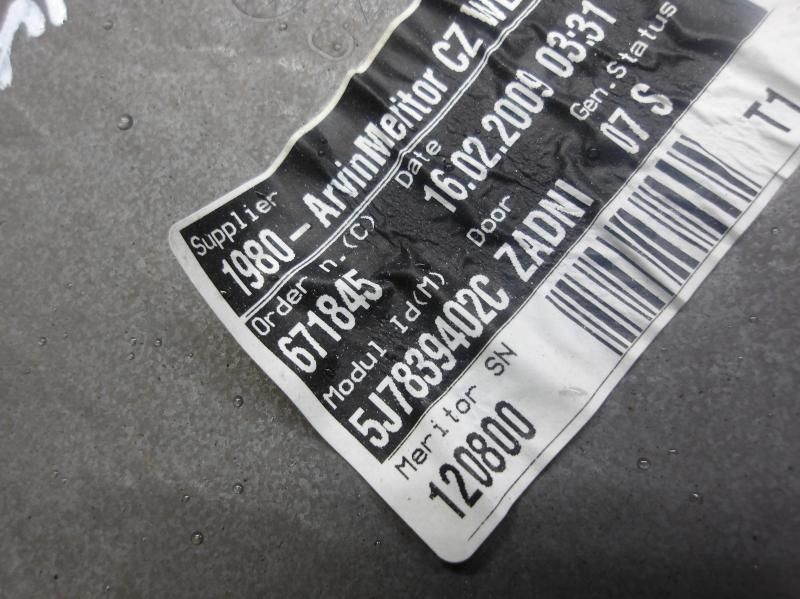 Supplier
1980 - ArvinMeritor CZ
Order n.(C) Date
671845 16.02.2009 03:31
Modul Id(M) Door Gen.Status
5J7839402C ZADNI 07 S
Meritor SN
120800
T1